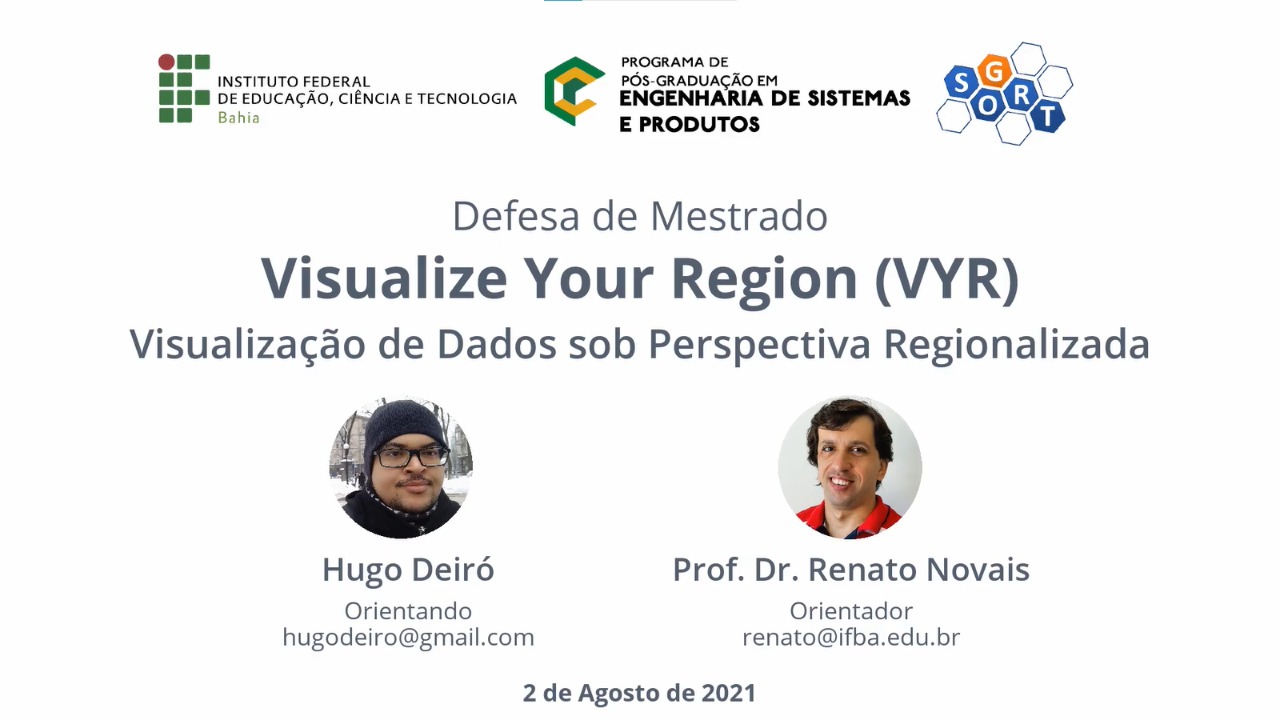 INSTITUTO FEDERAL
DE EDUCAÇÃO, CIÊNCIA E TECNOLOGIA
Bahia
PROGRAMA DE
PÓS-GRADUAÇÃO EM
ENGENHARIA DE SISTEMAS
E PRODUTOS
G
SORT
Defesa de Mestrado
Visualize Your Region (VYR)
Visualização de Dados sob Perspectiva Regionalizada
Hugo Deiró
Orientando
hugodeiro@gmail.com
Prof. Dr. Renato Novais
Orientador
renato@ifba.edu.br
2 de Agosto de 2021